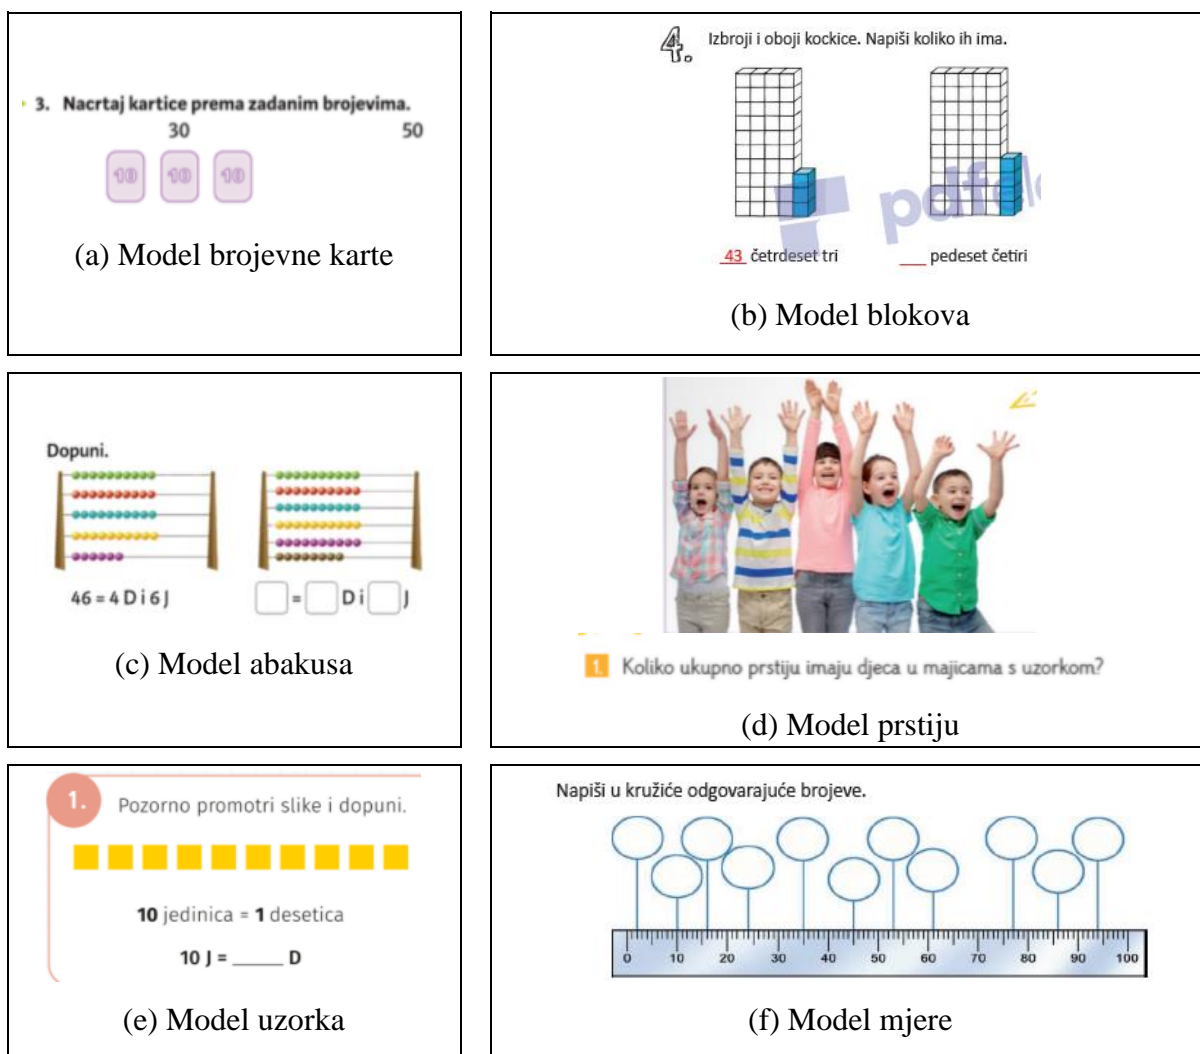 3. Nacrtaj kartice prema zadanim brojevima.
30 50
10 10 10
(a) Model brojevne karte
4. Izbroji i oboji kockice. Napiši koliko ih ima.
43 četrdeset tri ___ pedeset četiri
(b) Model blokova
Dopuni.
46 = 4 D i 6 J = D i J
(c) Model abakusa
1. Koliko ukupno prstiju imaju djeca u majicama s uzorkom?
(d) Model prstiju
1. Pozorno promotri slike i dopuni.
10 jedinica = 1 desetica
10 J = _____ D
(e) Model uzorka
Napiši u kružiće odgovarajuće brojeve.
0 10 20 30 40 50 60 70 80 90 100
(f) Model mjere